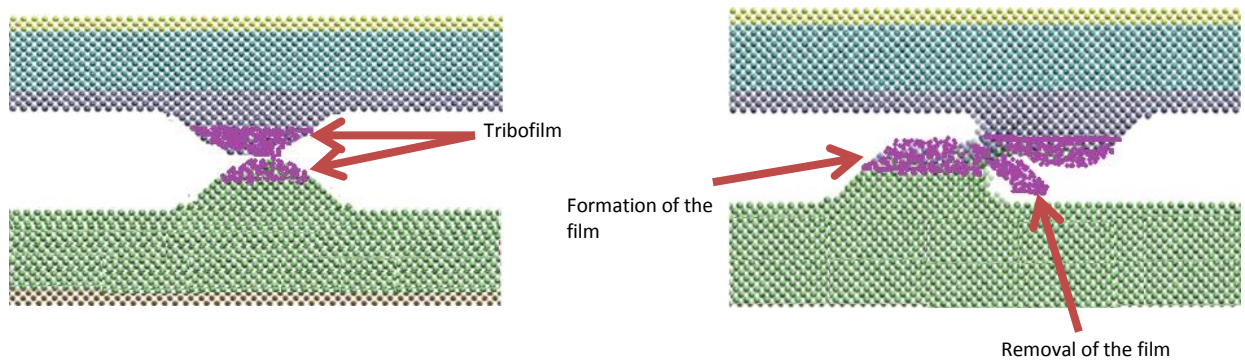 Tribofilm
Formation of the
film
Removal of the film